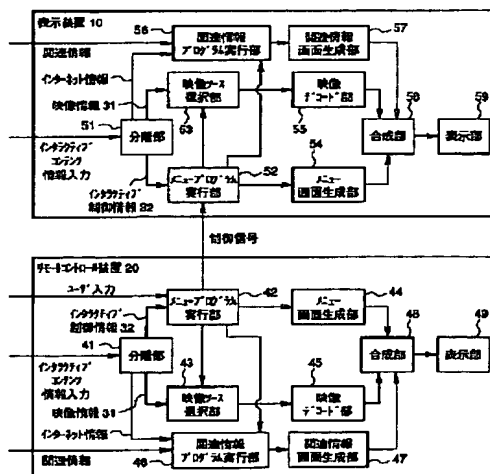 表示装置 10
関連情報
インターネット情報
映像情報 31
インタラクティブ
コンテンツ
情報入力
インタラクティブ
制御情報 32
51
分離部
56
関連情報
プログラム実行部
57
関連情報
画面生成部
映像ソース
選択部
53
映像
デコード部
55
58
合成部
59
表示部
52
メニュープログラム
実行部
54
メニュー
画面生成部
制御信号
リモートコントロール装置 20
ユーザ入力
インタラクティブ
制御情報 32
41
分離部
インタラクティブ
コンテンツ
情報入力
映像情報 31
インターネット情報
関連情報
42
メニュープログラム
実行部
44
メニュー
画面生成部
43
映像ソース
選択部
45
映像
デコード部
48
合成部
49
表示部
関連情報
プログラム実行部
46
関連情報
画面生成部
47